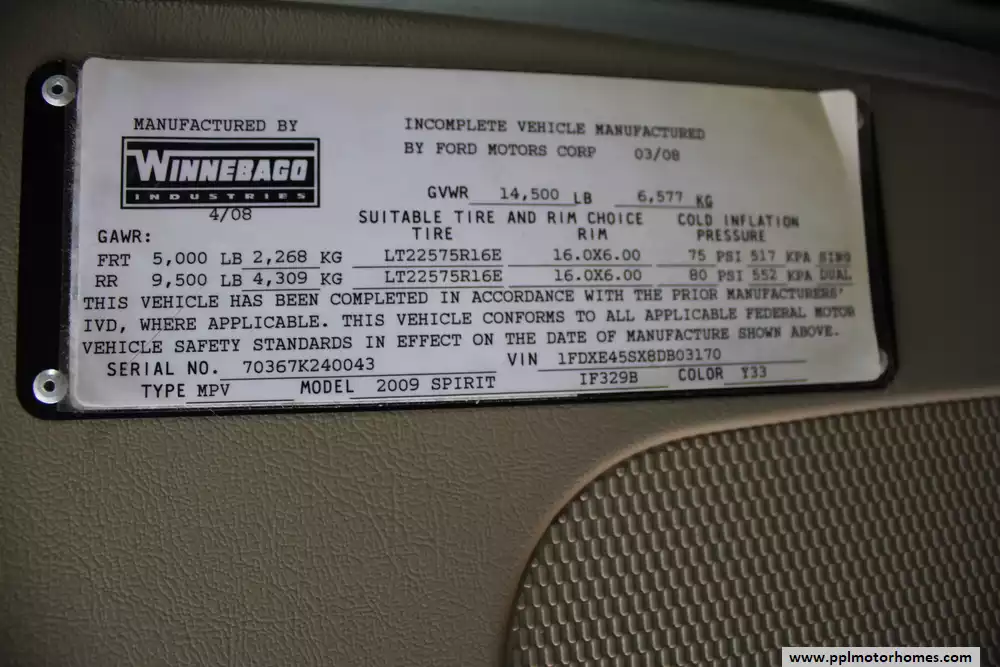 MANUFACTURED BY
WINNEBAGO
INDUSTRIES
4/08
INCOMPLETE VEHICLE MANUFACTURED
BY FORD MOTORS CORP 03/08
GVWR 14,500 LB 6,577 KG
SUITABLE TIRE AND RIM CHOICE COLD INFLATION
GAWR: TIRE RIM PRESSURE
FRT 5,000 LB 2,268 KG LT22575R16E 16.0X6.00 75 PSI 517 KPA SING
RR 9,500 LB 4,309 KG LT22575R16E 16.0X6.00 80 PSI 552 KPA DUAL
THIS VEHICLE HAS BEEN COMPLETED IN ACCORDANCE WITH THE PRIOR MANUFACTURERS'
IVD, WHERE APPLICABLE. THIS VEHICLE CONFORMS TO ALL APPLICABLE FEDERAL MOTOR
VEHICLE SAFETY STANDARDS IN EFFECT ON THE DATE OF MANUFACTURE SHOWN ABOVE.
SERIAL NO. 70367K240043 VIN 1FDXE45SX8DB03170
TYPE MPV MODEL 2009 SPIRIT IF329B COLOR Y33
www.pplmotorhomes.com